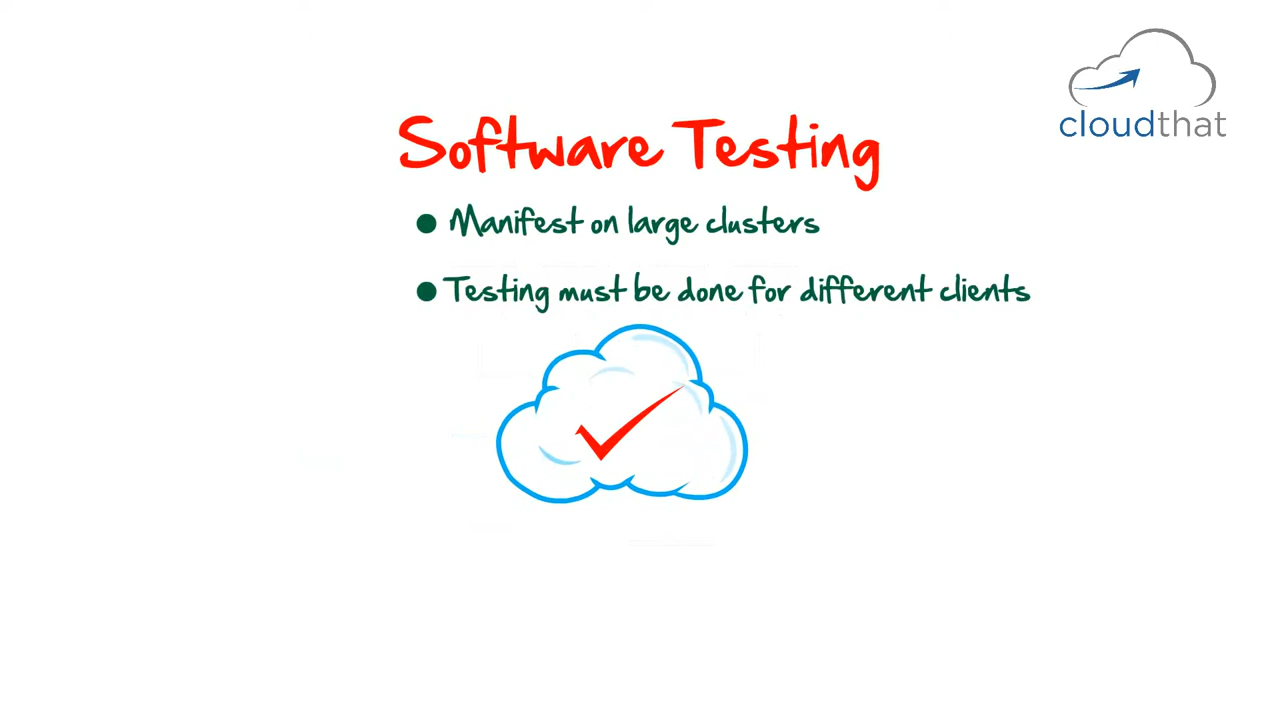 cloudthat
Software Testing
● Manifest on large clusters
● Testing must be done for different clients